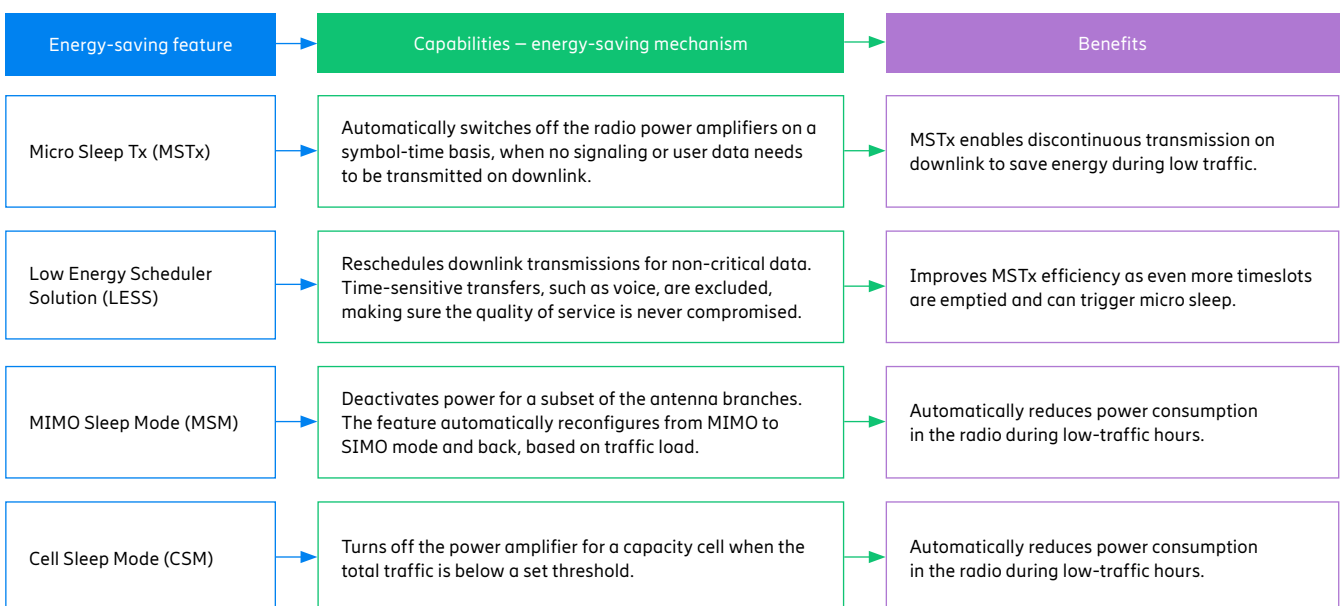 Energy-saving feature
Capabilities – energy-saving mechanism
Benefits
Micro Sleep Tx (MSTx)
Automatically switches off the radio power amplifiers on a
symbol-time basis, when no signaling or user data needs
to be transmitted on downlink.
MSTx enables discontinuous transmission on
downlink to save energy during low traffic.
Low Energy Scheduler
Solution (LESS)
Reschedules downlink transmissions for non-critical data.
Time-sensitive transfers, such as voice, are excluded,
making sure the quality of service is never compromised.
Improves MSTx efficiency as even more timeslots
are emptied and can trigger micro sleep.
MIMO Sleep Mode (MSM)
Deactivates power for a subset of the antenna branches.
The feature automatically reconfigures from MIMO to
SIMO mode and back, based on traffic load.
Automatically reduces power consumption
in the radio during low-traffic hours.
Cell Sleep Mode (CSM)
Turns off the power amplifier for a capacity cell when the
total traffic is below a set threshold.
Automatically reduces power consumption
in the radio during low-traffic hours.